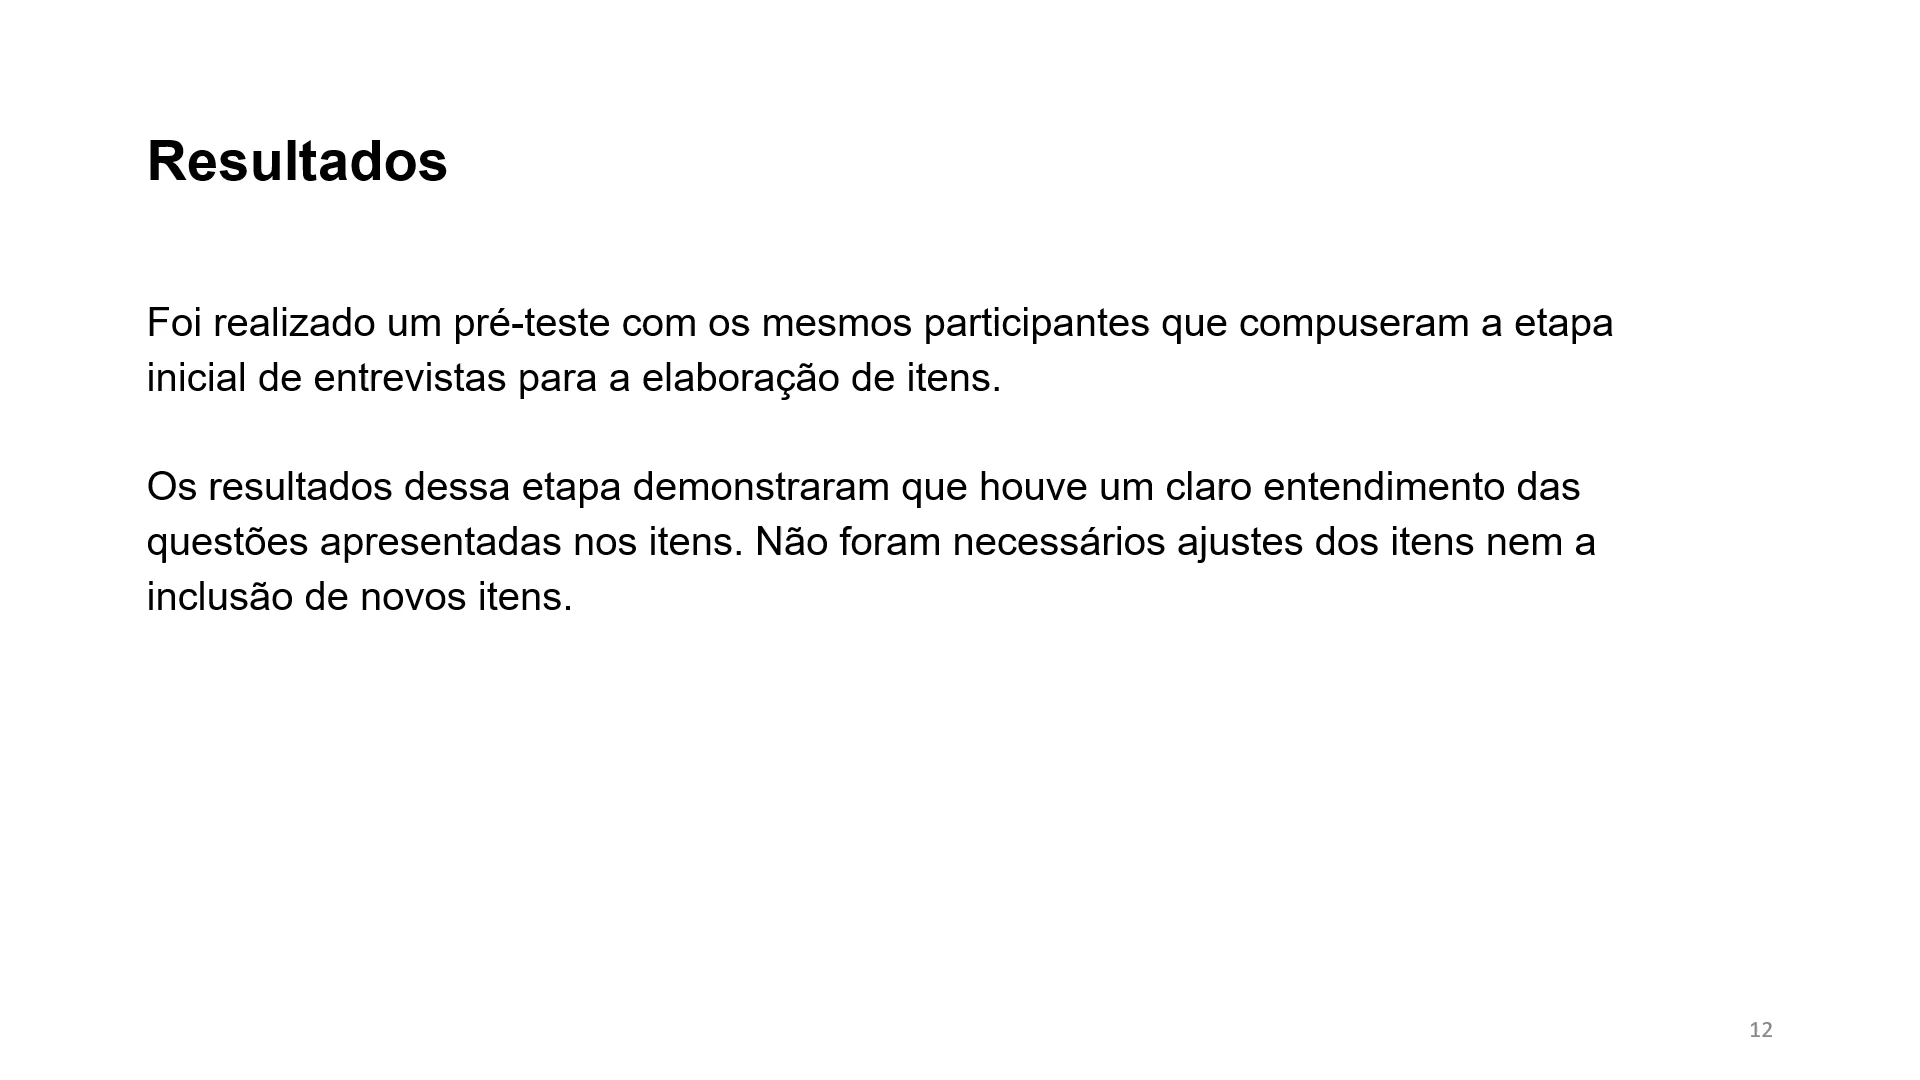 Resultados
Foi realizado um pré-teste com os mesmos participantes que compuseram a etapa
inicial de entrevistas para a elaboração de itens.
Os resultados dessa etapa demonstraram que houve um claro entendimento das
questões apresentadas nos itens. Não foram necessários ajustes dos itens nem a
inclusão de novos itens.
12